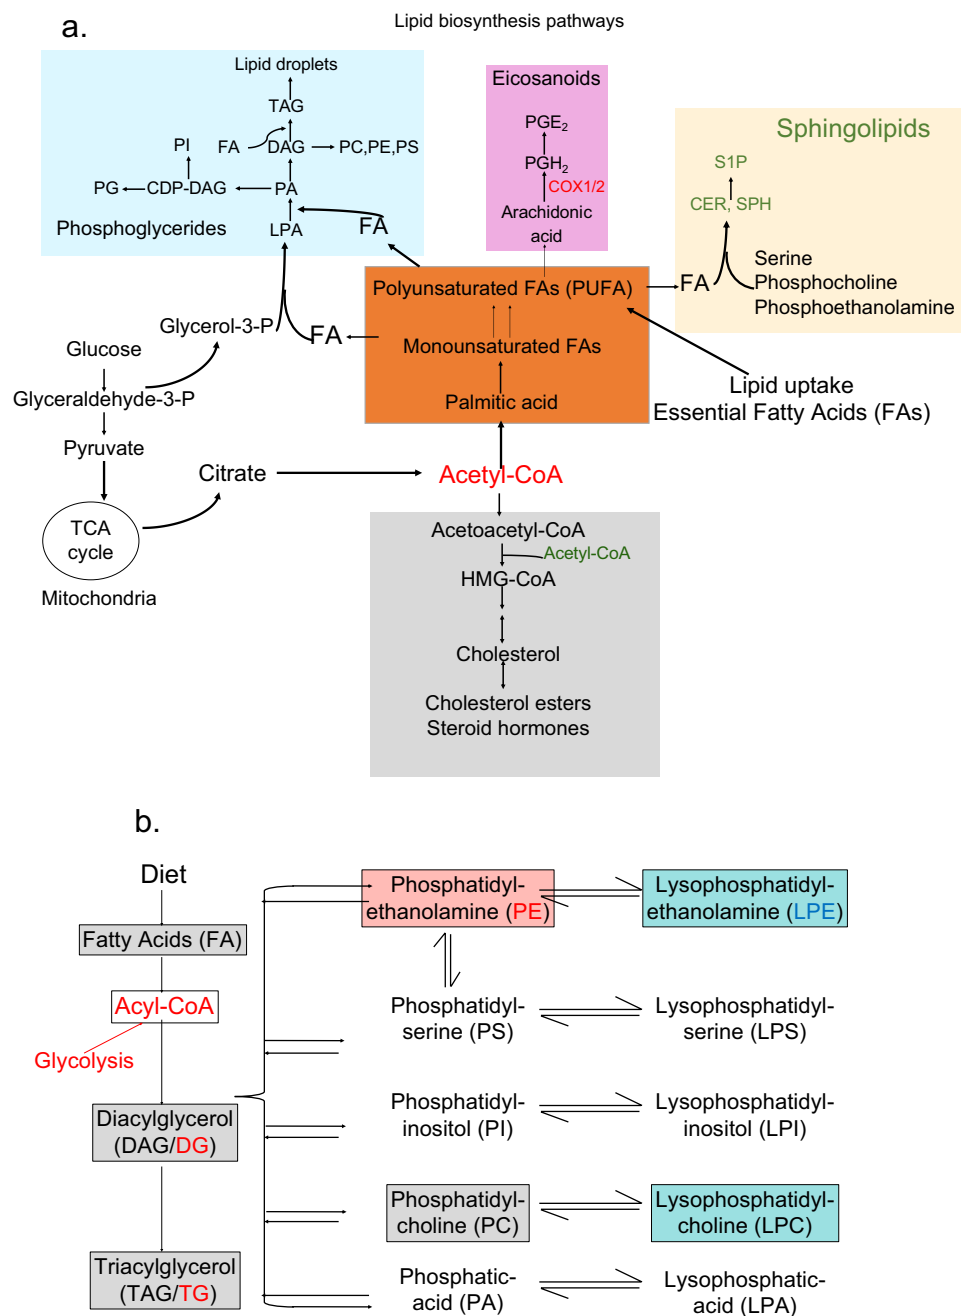 a.
Lipid biosynthesis pathways
Lipid droplets
TAG
FA
DAG
PC,PE,PS
PI
PG
CDP-DAG
PA
Phosphoglycerides
LPA
FA
Eicosanoids
PGE2
PGH2
COX1/2
Arachidonic
acid
Sphingolipids
S1P
CER, SPH
FA
Serine
Phosphocholine
Phosphoethanolamine
Polyunsaturated FAs (PUFA)
Monounsaturated FAs
Palmitic acid
Glycerol-3-P
FA
Glucose
Glyceraldehyde-3-P
Pyruvate
Lipid uptake
Essential Fatty Acids (FAs)
Citrate
Acetyl-CoA
TCA
cycle
Mitochondria
Acetoacetyl-CoA
Acetyl-CoA
HMG-CoA
Cholesterol
Cholesterol esters
Steroid hormones
b.
Diet
Fatty Acids (FA)
Acyl-CoA
Glycolysis
Diacylglycerol
(DAG/DG)
Triacylglycerol
(TAG/TG)
Phosphatidyl-
ethanolamine (PE)
Lysophosphatidyl-
ethanolamine (LPE)
Phosphatidyl-
serine (PS)
Lysophosphatidyl-
serine (LPS)
Phosphatidyl-
inositol (PI)
Lysophosphatidyl-
inositol (LPI)
Phosphatidyl-
choline (PC)
Lysophosphatidyl-
choline (LPC)
Phosphatic-
acid (PA)
Lysophosphatic-
acid (LPA)